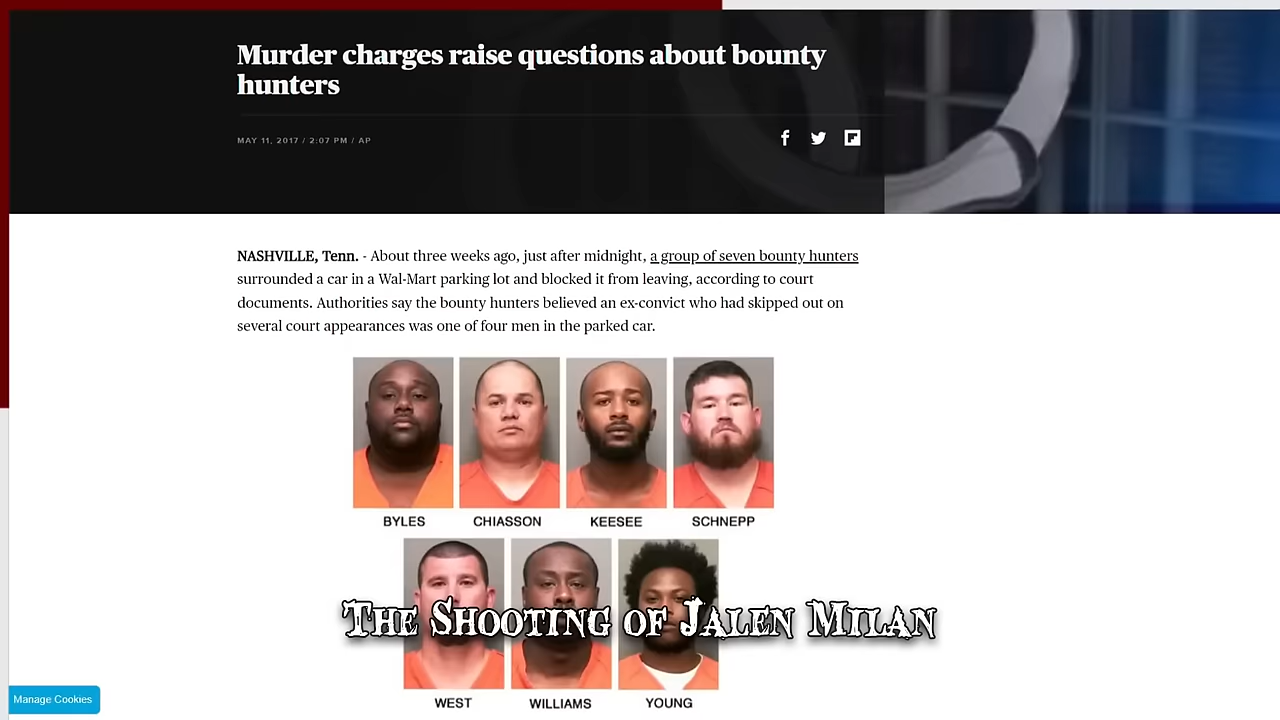 Murder charges raise questions about bounty
hunters
MAY 11, 2017 / 2:07 PM / AP
NASHVILLE, Tenn. - About three weeks ago, just after midnight, a group of seven bounty hunters
surrounded a car in a Wal-Mart parking lot and blocked it from leaving, according to court
documents. Authorities say the bounty hunters believed an ex-convict who had skipped out on
several court appearances was one of four men in the parked car.
BYLES CHIASSON KEESEE SCHNEPP
The Shooting of Jalen Milan
WEST WILLIAMS YOUNG
Manage Cookies